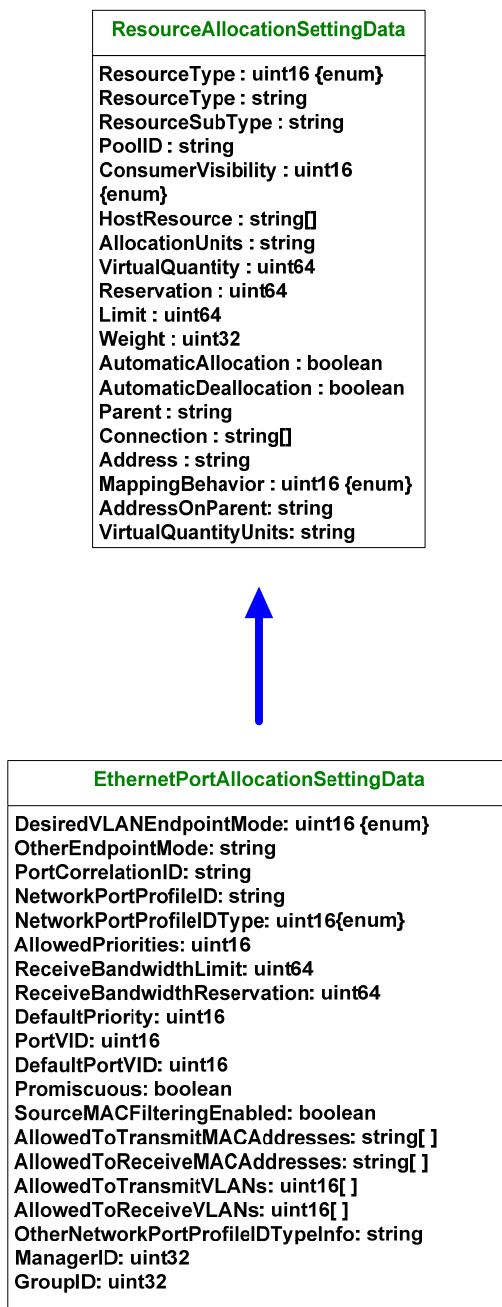 ResourceAllocationSettingData
ResourceType : uint16 {enum}
ResourceType : string
ResourceSubType : string
PoolID : string
ConsumerVisibility : uint16
{enum}
HostResource : string[]
AllocationUnits : string
VirtualQuantity : uint64
Reservation : uint64
Limit : uint64
Weight : uint32
AutomaticAllocation : boolean
AutomaticDeallocation : boolean
Parent : string
Connection : string[]
Address : string
MappingBehavior : uint16 {enum}
AddressOnParent: string
VirtualQuantityUnits: string
EthernetPortAllocationSettingData
DesiredVLANEndpointMode: uint16 {enum}
OtherEndpointMode: string
PortCorrelationID: string
NetworkPortProfileID: string
NetworkPortProfileIDType: uint16{enum}
AllowedPriorities: uint16
ReceiveBandwidthLimit: uint64
ReceiveBandwidthReservation: uint64
DefaultPriority: uint16
PortVID: uint16
DefaultPortVID: uint16
Promiscuous: boolean
SourceMACFilteringEnabled: boolean
AllowedToTransmitMACAddresses: string[ ]
AllowedToReceiveMACAddresses: string[ ]
AllowedToTransmitVLANs: uint16[ ]
AllowedToReceiveVLANs: uint16[ ]
OtherNetworkPortProfileIDTypeInfo: string
ManagerID: uint32
GroupID: uint32